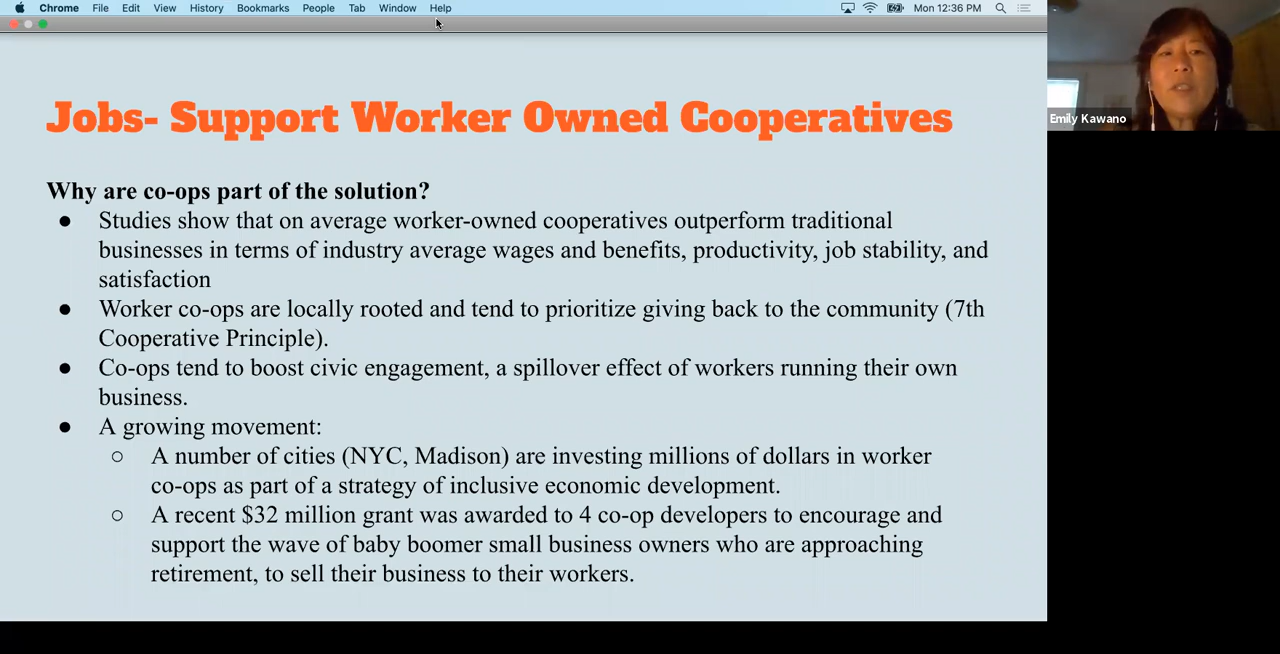 Chrome File Edit View History Bookmarks People Tab Window Help Mon 12:36 PM
Jobs- Support Worker Owned Cooperatives
Emily Kawano
Why are co-ops part of the solution?
● Studies show that on average worker-owned cooperatives outperform traditional
businesses in terms of industry average wages and benefits, productivity, job stability, and
satisfaction
● Worker co-ops are locally rooted and tend to prioritize giving back to the community (7th
Cooperative Principle).
● Co-ops tend to boost civic engagement, a spillover effect of workers running their own
business.
● A growing movement:
○ A number of cities (NYC, Madison) are investing millions of dollars in worker
co-ops as part of a strategy of inclusive economic development.
○ A recent $32 million grant was awarded to 4 co-op developers to encourage and
support the wave of baby boomer small business owners who are approaching
retirement, to sell their business to their workers.